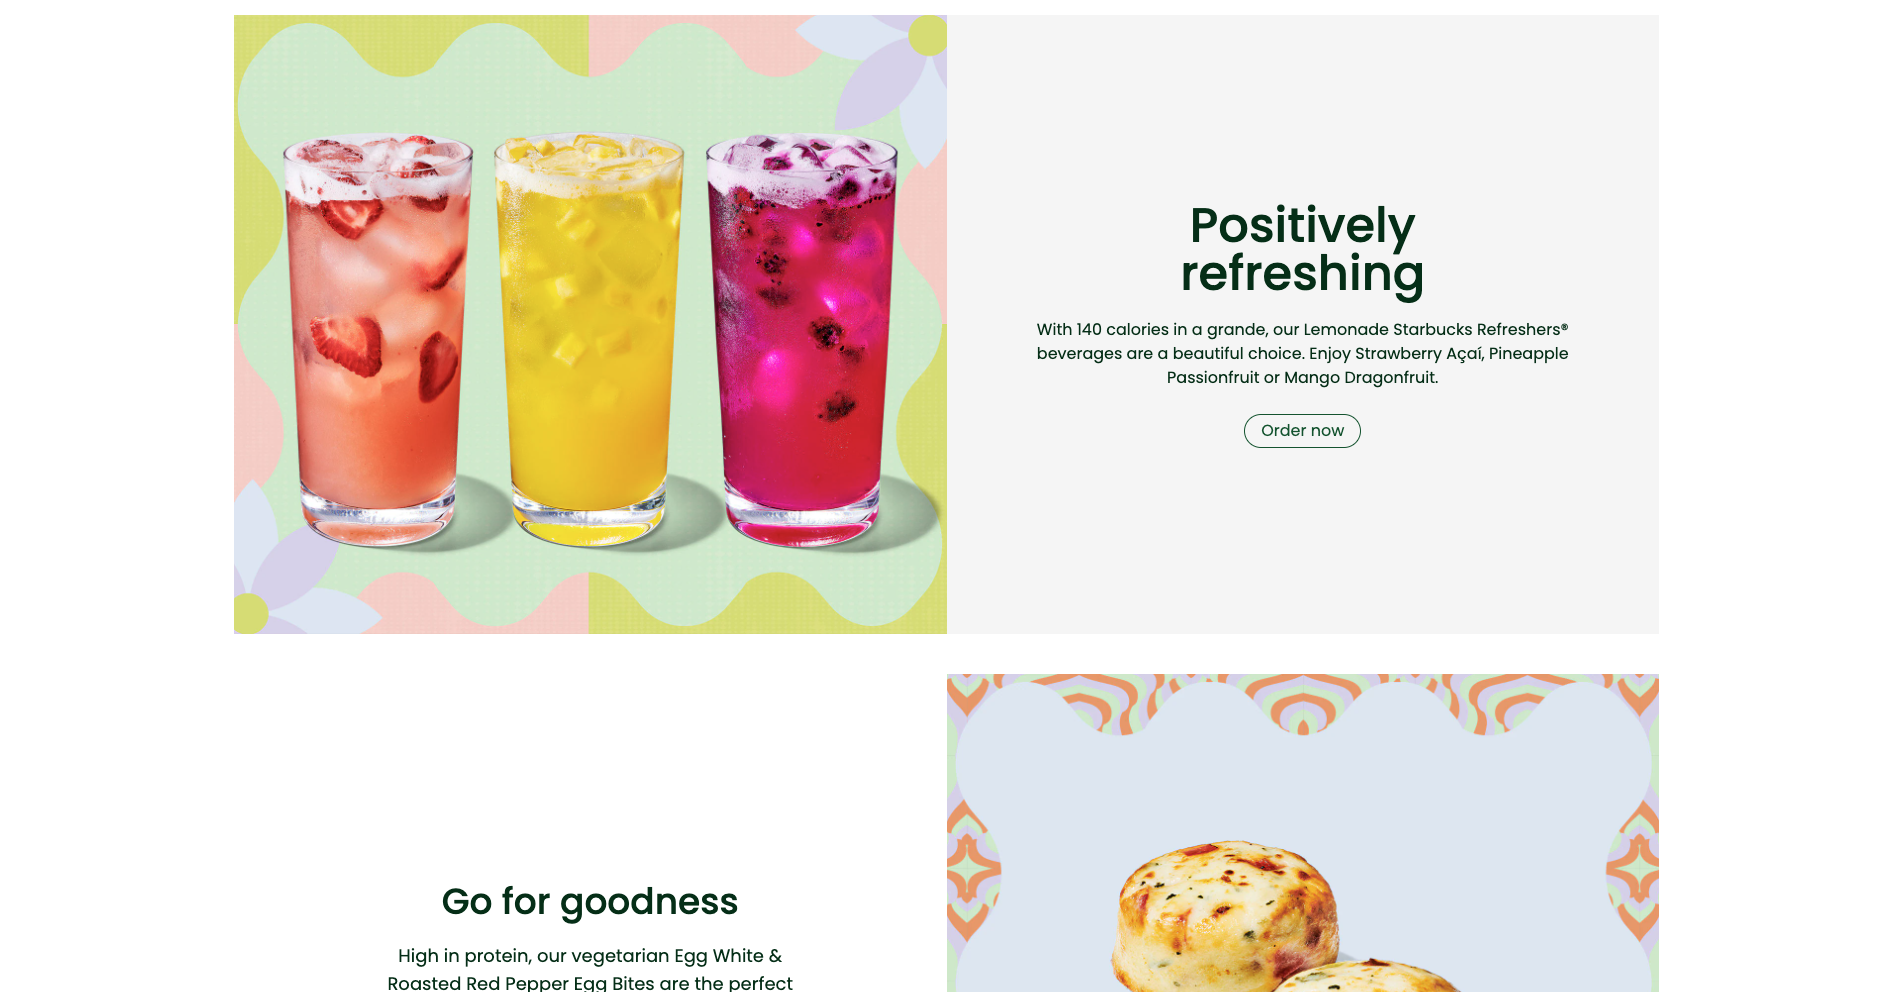 Positively
refreshing
With 140 calories in a grande, our Lemonade Starbucks Refreshers®
beverages are a beautiful choice. Enjoy Strawberry Açaí, Pineapple
Passionfruit or Mango Dragonfruit.
Order now
Go for goodness
High in protein, our vegetarian Egg White &
Roasted Red Pepper Egg Bites are the perfect